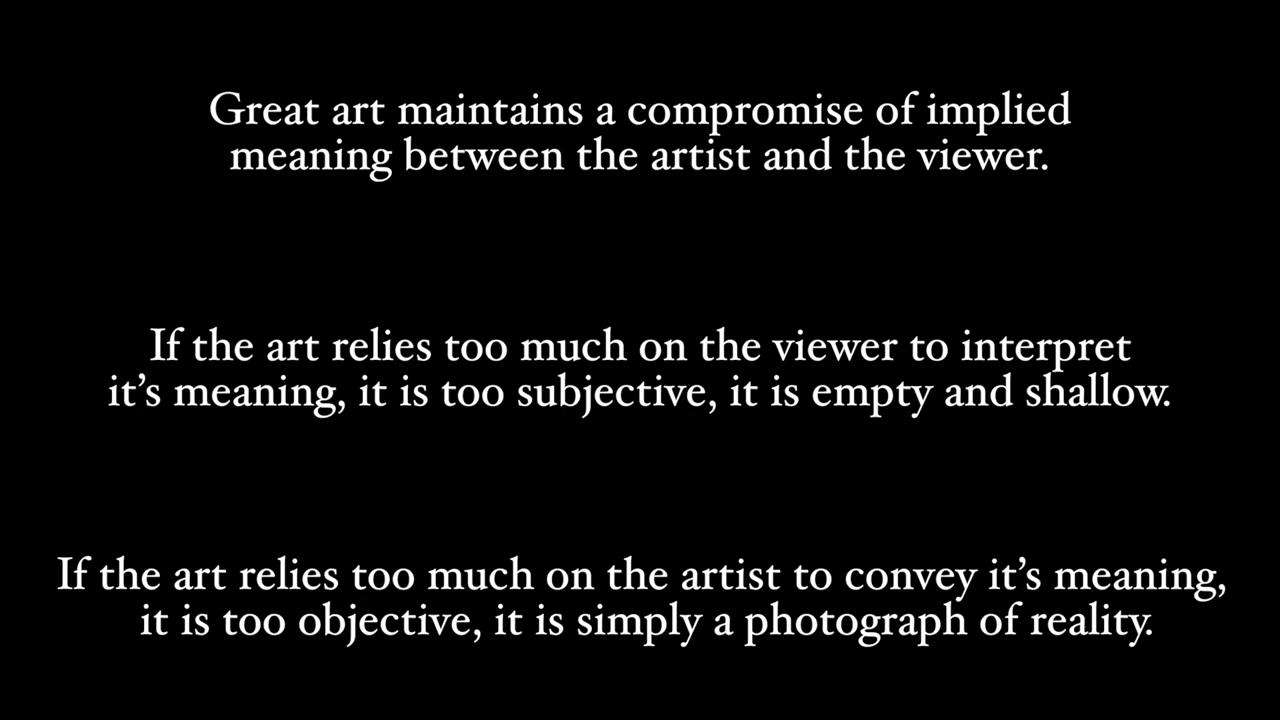 Great art maintains a compromise of implied
meaning between the artist and the viewer.
If the art relies too much on the viewer to interpret
it’s meaning, it is too subjective, it is empty and shallow.
If the art relies too much on the artist to convey it’s meaning,
it is too objective, it is simply a photograph of reality.